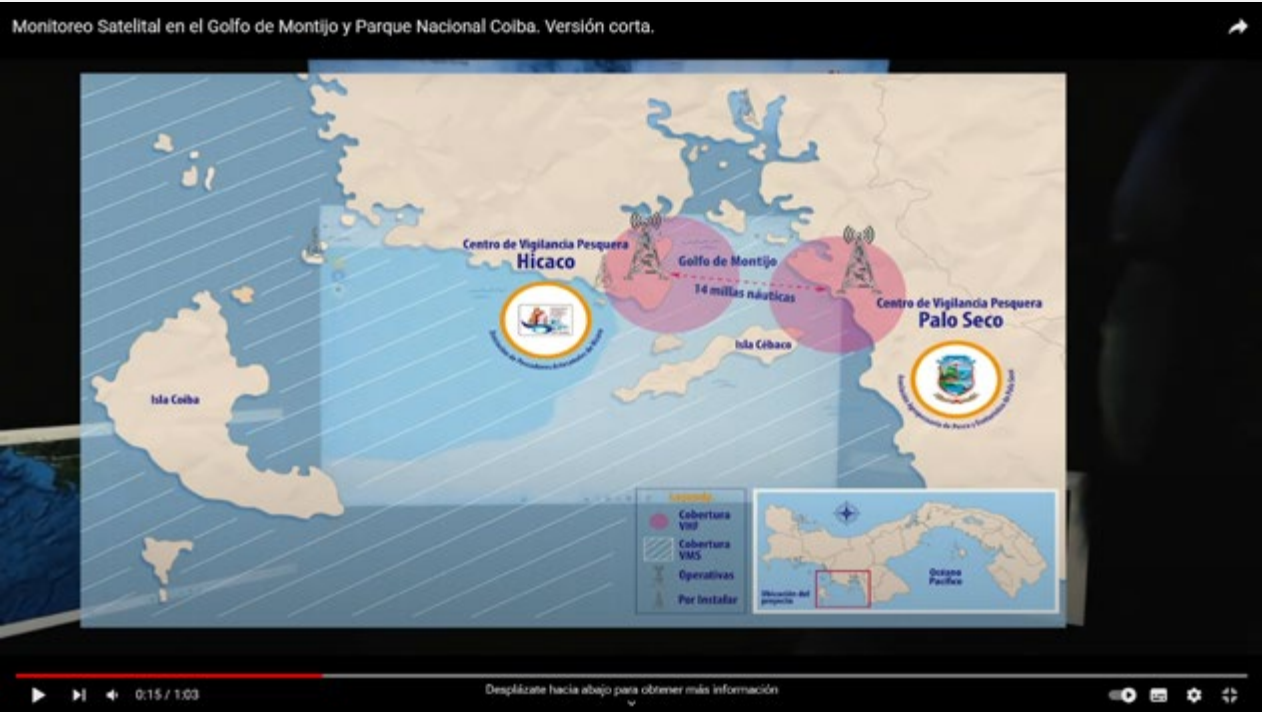 Monitoreo Satelital en el Golfo de Montijo y Parque Nacional Coiba. Versión corta.
Centro de Vigilancia Pesquera
Hicaco
Golfo de Montijo
14 millas náuticas
Centro de Vigilancia Pesquera
Palo Seco
Isla Cébaco
Isla Coiba
Leyenda
Cobertura
VHF
Cobertura
VMS
Operativas
Por Instalar
Océano
Pacífico
Ubicación del
proyecto
0:15 / 1:03
Desplázate hacia abajo para obtener más información